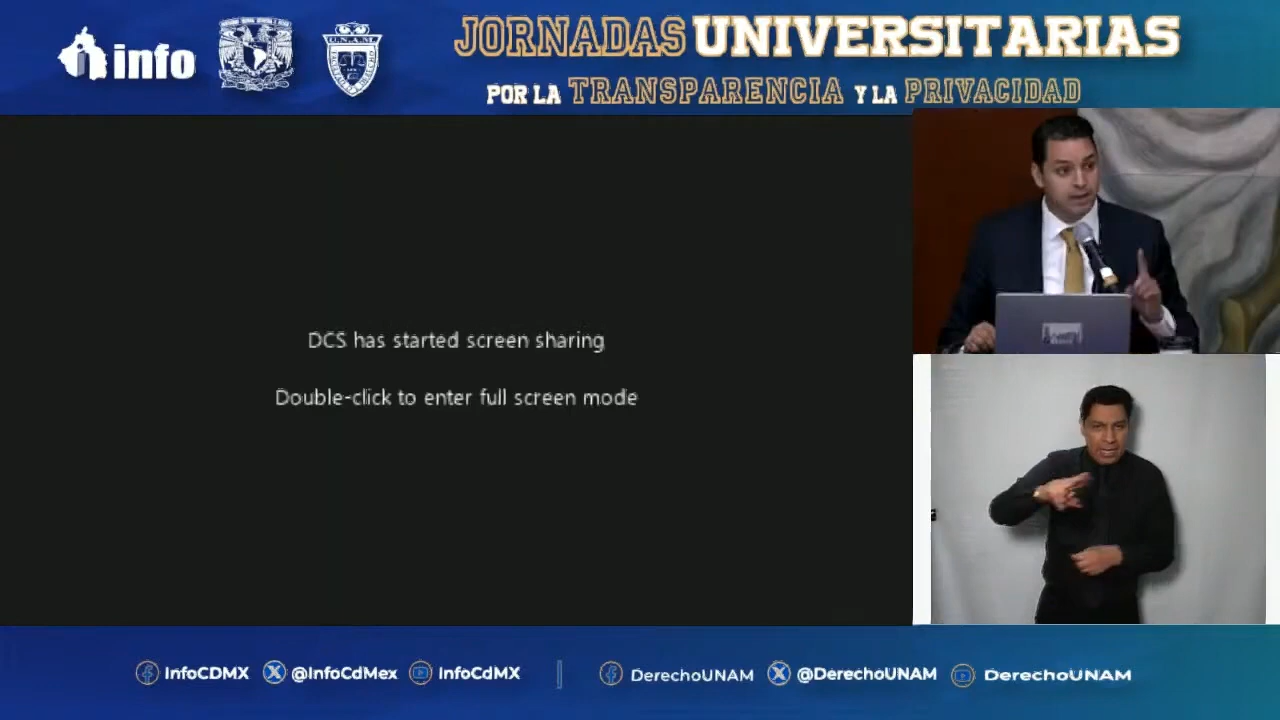 info
JORNADAS UNIVERSITARIAS
POR LA TRANSPARENCIA Y LA PRIVACIDAD
U.N.A.M.
DCS has started screen sharing
Double-click to enter full screen mode
InfoCDMX @InfoCdMex InfoCdMX DerechoUNAM @DerechoUNAM DerechoUNAM